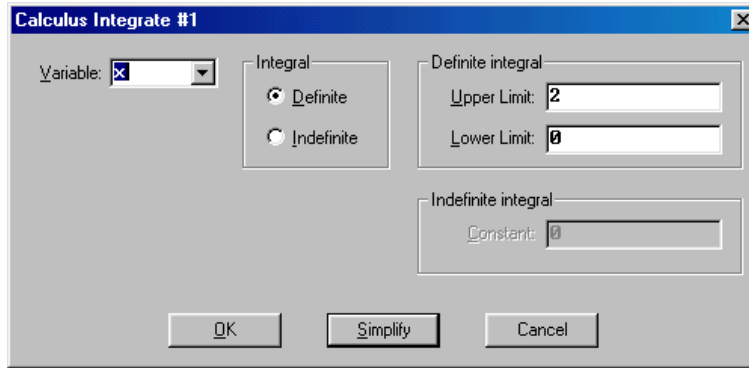 Calculus Integrate #1
Variable: x
Integral
Definite
Indefinite
Definite integral
Upper Limit: 2
Lower Limit: 0
Indefinite integral
Constant: 0
OK Simplify Cancel